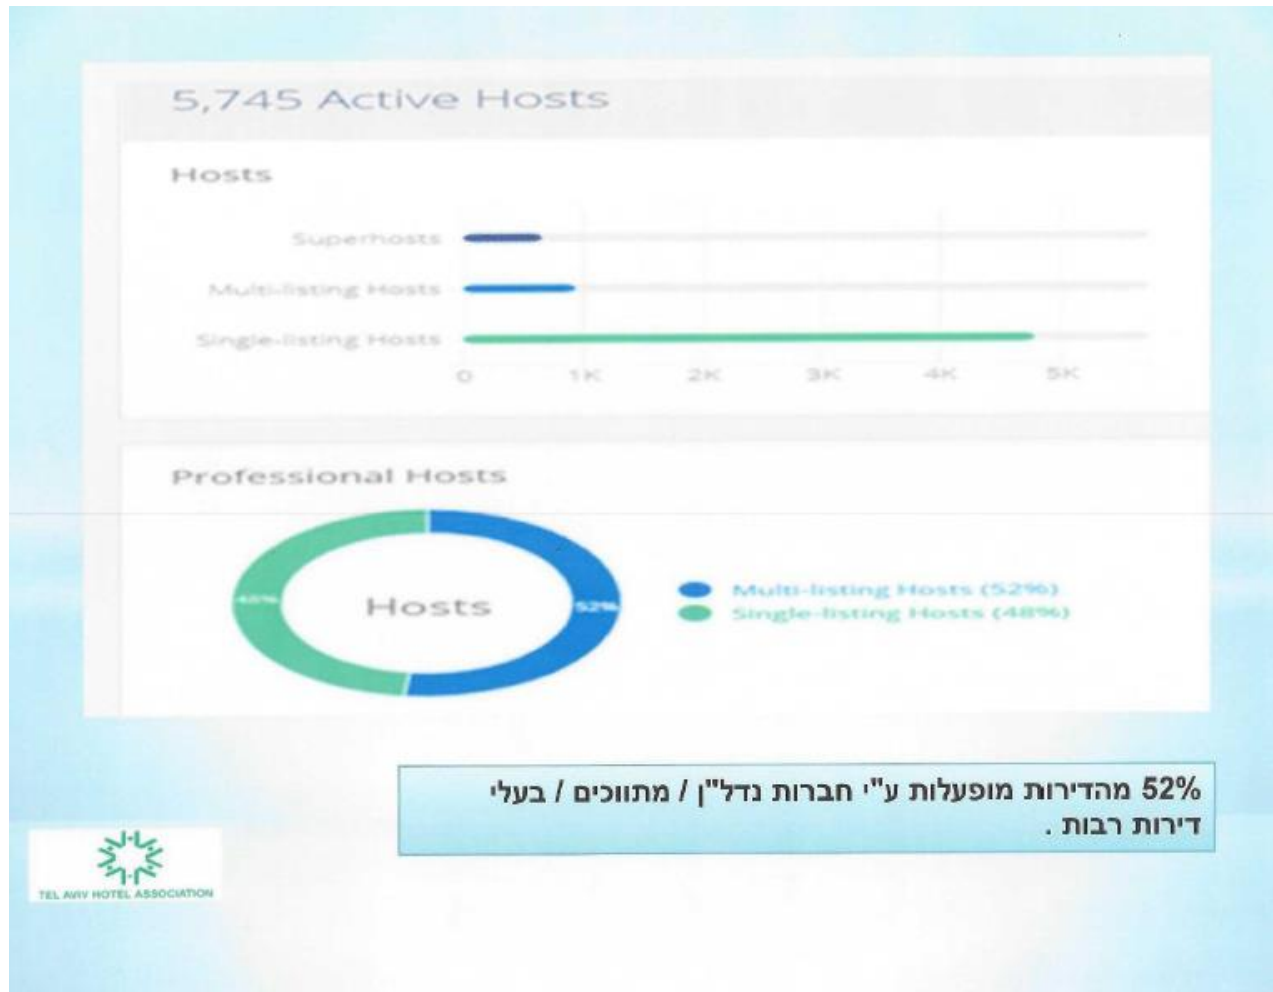 5,745 Active Hosts
Hosts
Superhosts
Multi-listing Hosts
Single-listing Hosts
0 1K 2K 3K 4K 5K
Professional Hosts
48%
Hosts
52%
Multi-listing Hosts (52%)
Single-listing Hosts (48%)
52% מהדירות מופעלות ע"י חברות נדל"ן / מתווכים / בעלי
דירות רבות .
TEL AVIV HOTEL ASSOCIATION